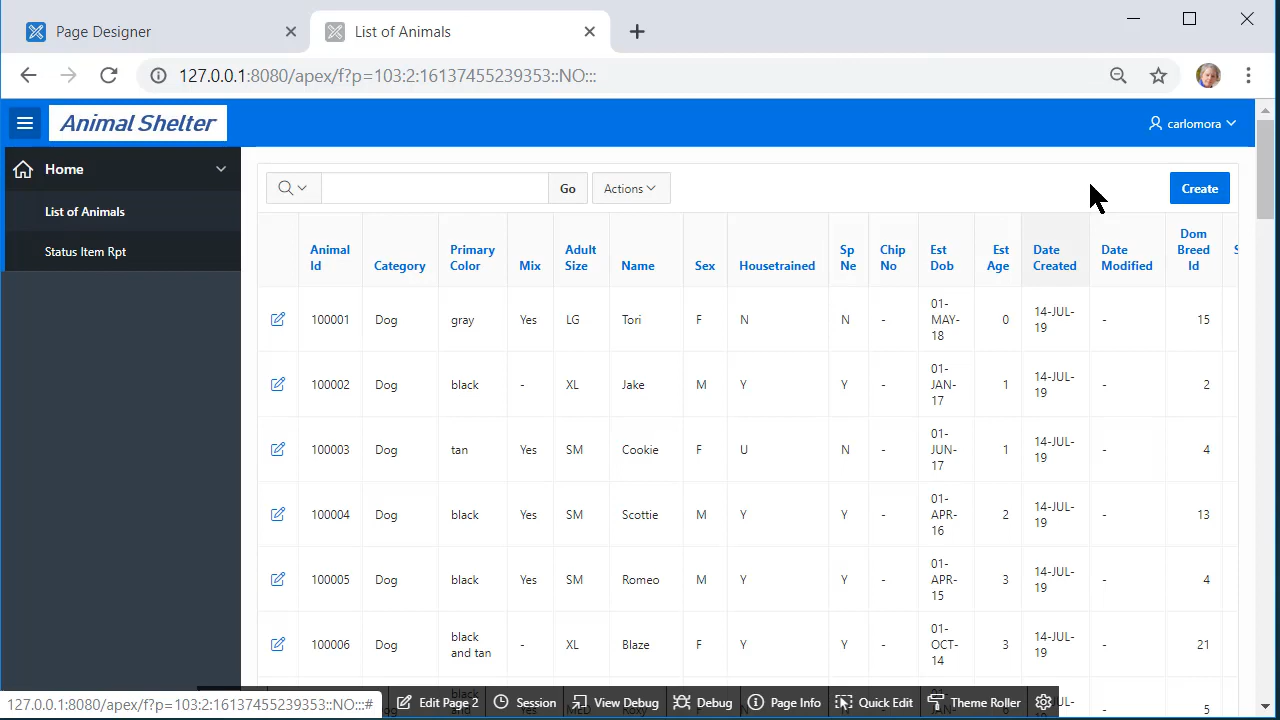 Page Designer
List of Animals
127.0.0.1:8080/apex/f?p=103:2:16137455239353::NO:::
Animal Shelter
carlomora
Home
List of Animals
Status Item Rpt
Go
Actions
Create
Animal Id Category Primary Color Mix Adult Size Name Sex Housetrained Sp Ne Chip No Est Dob Est Age Date Created Date Modified Dom Breed Id S
100001 Dog gray Yes LG Tori F N N - 01-MAY-18 0 14-JUL-19 - 15
100002 Dog black - XL Jake M Y Y - 01-JAN-17 1 14-JUL-19 - 2
100003 Dog tan Yes SM Cookie F U N - 01-JUN-17 1 14-JUL-19 - 4
100004 Dog black Yes SM Scottie M Y Y - 01-APR-16 2 14-JUL-19 - 13
100005 Dog black Yes SM Romeo M Y Y - 01-APR-15 3 14-JUL-19 - 4
100006 Dog black and tan - XL Blaze F Y Y - 01-OCT-14 3 14-JUL-19 - 21
5
127.0.0.1:8080/apex/f?p=103:2:16137455239353::NO:::#
Edit Page 2
Session
View Debug
Debug
Page Info
Quick Edit
Theme Roller